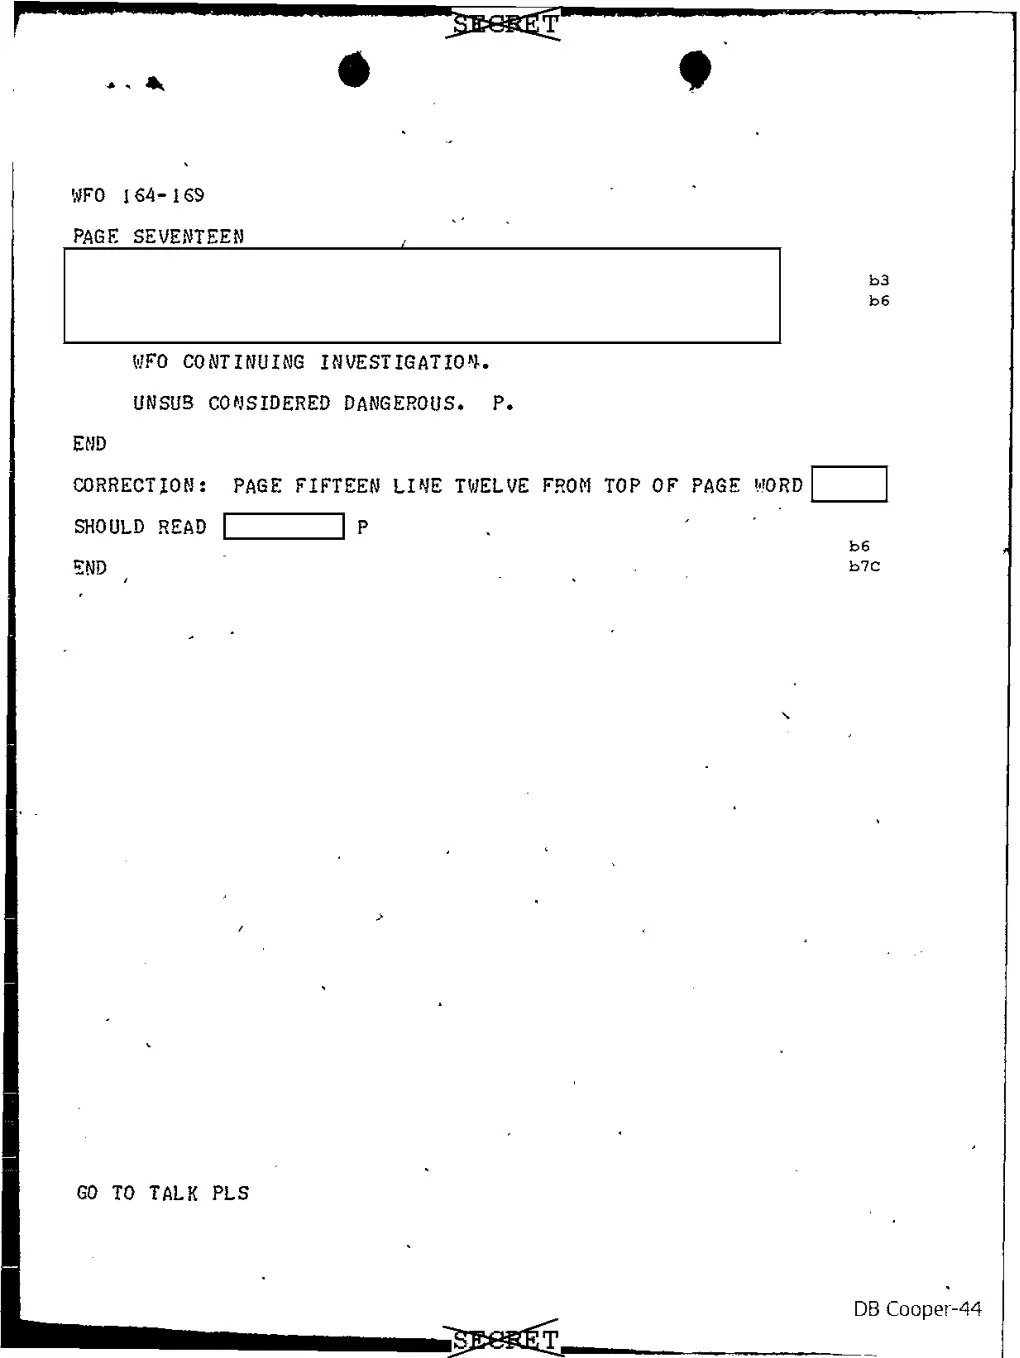 SECRET
WFO 164-169
PAGE SEVENTEEN
b3
b6
WFO CONTINUING INVESTIGATION.
UNSUB CONSIDERED DANGEROUS. P.
END
CORRECTION: PAGE FIFTEEN LINE TWELVE FROM TOP OF PAGE WORD
SHOULD READ P
b6
END
b7C
GO TO TALK PLS
DB Cooper-44
SECRET